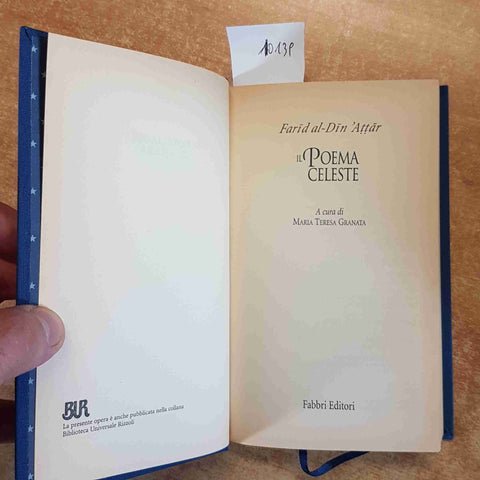 1013P
BUR
La presente opera è anche pubblicata nella collana
Biblioteca Universale Rizzoli
Farīd al-Dīn ’Aṭṭār
IL POEMA
CELESTE
A cura di
MARIA TERESA GRANATA
Fabbri Editori